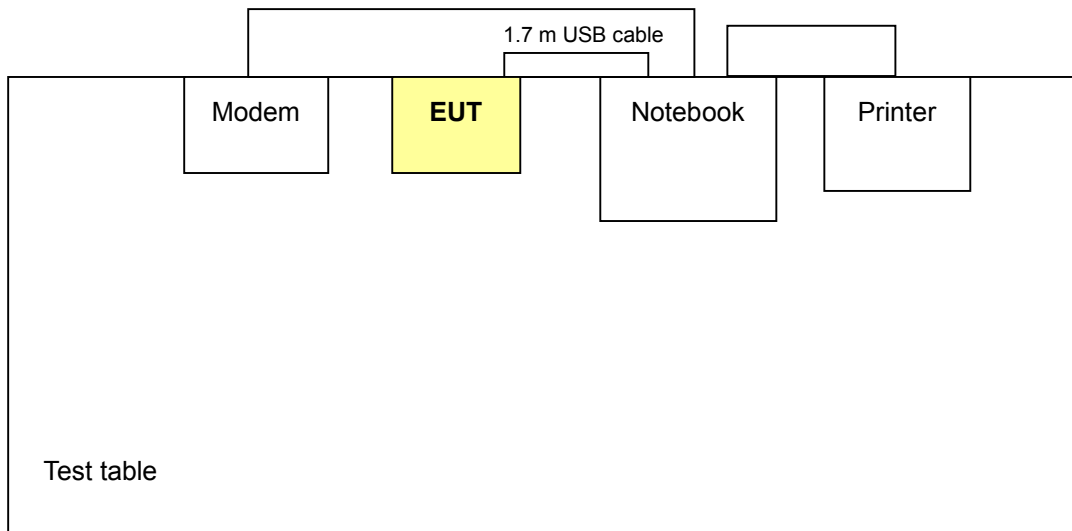 1.7 m USB cable
Modem
EUT
Notebook
Printer
Test table